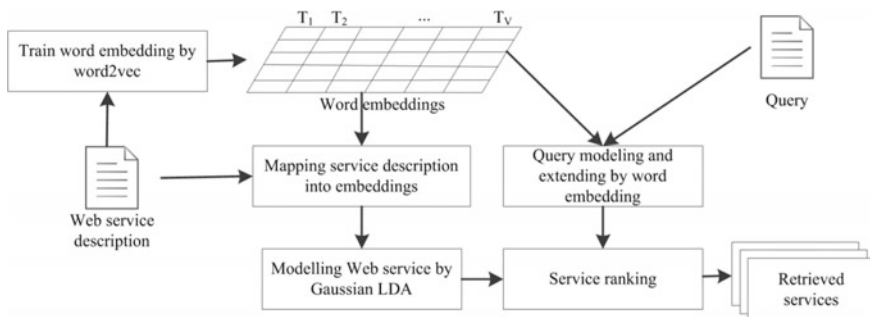 T1 T2 ... TV
Train word embedding by
word2vec
Word embeddings
Query
Mapping service description
into embeddings
Query modeling and
extending by word
embedding
Web service
description
Modelling Web service by
Gaussian LDA
Service ranking
Retrieved
services